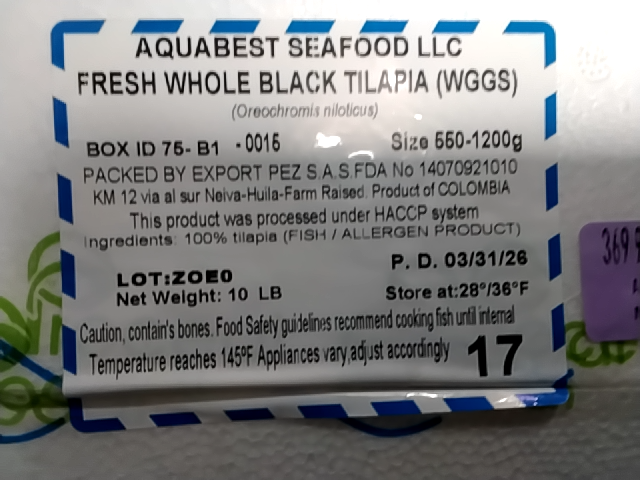 AQUABEST SEAFOOD LLC
FRESH WHOLE BLACK TILAPIA (WGGS)
(Oreochromis niloticus)
BOX ID 75- B1 -0015 Size 550-1200g
PACKED BY EXPORT PEZ S.A.S.FDA No 14070921010
KM 12 via al sur Neiva-Huila-Farm Raised. Product of COLOMBIA
This product was processed under HACCP system
Ingredients: 100% tilapia (FISH / ALLERGEN PRODUCT)
P. D. 03/31/26
LOT:ZOE0
Net Weight: 10 LB Store at:28°/36°F
Caution, contain's bones. Food Safety guidelines recommend cooking fish until internal
Temperature reaches 145ºF Appliances vary,adjust accordingly 17
369